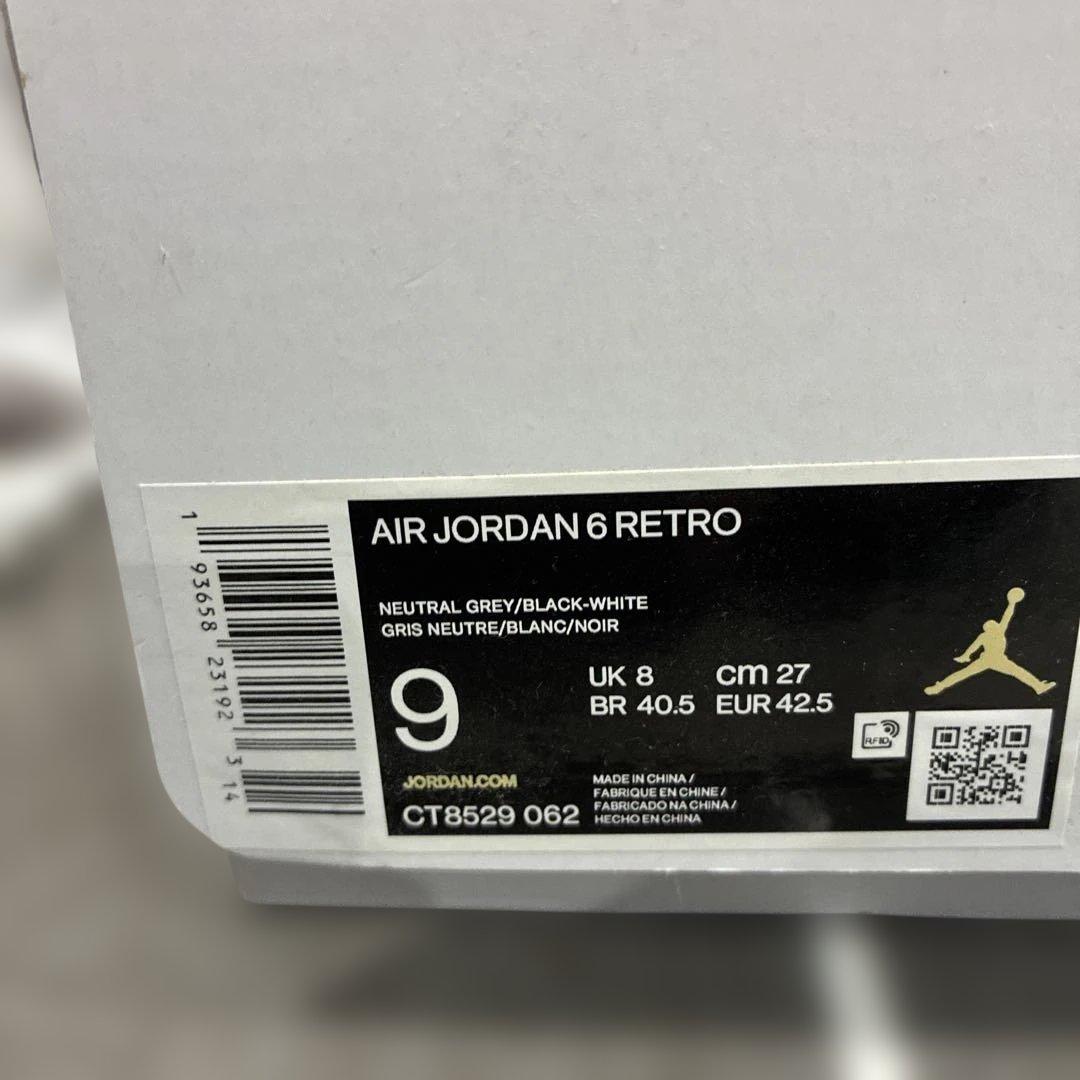 AIR JORDAN 6 RETRO
NEUTRAL GREY/BLACK-WHITE
GRIS NEUTRE/BLANC/NOIR
9
UK 8 cm 27
BR 40.5 EUR 42.5
RFID
JORDAN.COM
CT8529 062
MADE IN CHINA /
FABRIQUE EN CHINE /
FABRICADO NA CHINA /
HECHO EN CHINA
1 93658 23192 3 14